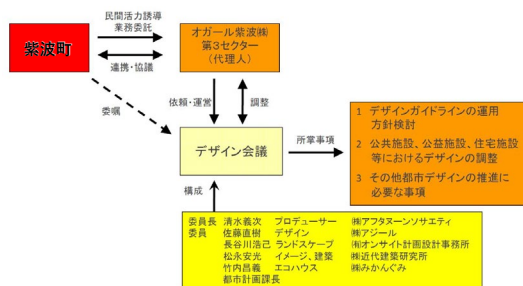 民間活力誘導
業務委託
紫波町
オガール紫波㈱
第3セクター
(代理人)
連携・協議
委嘱
依頼・運営
調整
デザイン会議
所掌事項
1 デザインガイドラインの運用
方針検討
2 公共施設、公益施設、住宅施設
等におけるデザインの調整
3 その他都市デザインの推進に
必要な事項
構成
委員長 清水義次 プロデューサー ㈱アフタヌーンソサエティ
委員 佐藤直樹 デザイン ㈱アジール
長谷川浩己 ランドスケープ ㈲オンサイト計画設計事務所
松永安光 イメージ、建築 ㈱近代建築研究所
竹内昌義 エコハウス ㈱みかんぐみ
都市計画課長